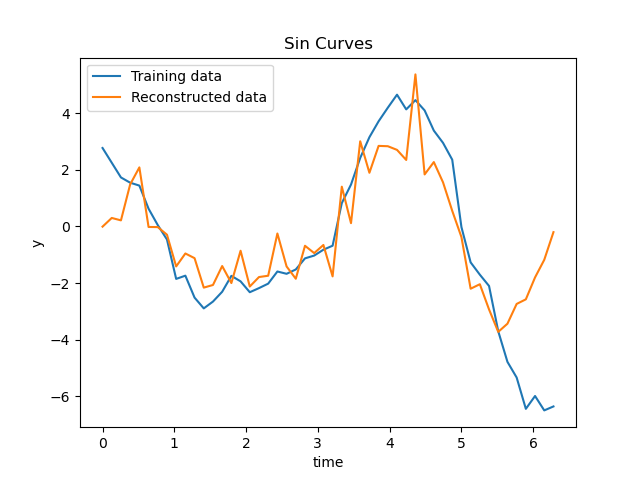 Sin Curves
Training data
Reconstructed data
4
2
0
−2
−4
−6
y
0 1 2 3 4 5 6
time